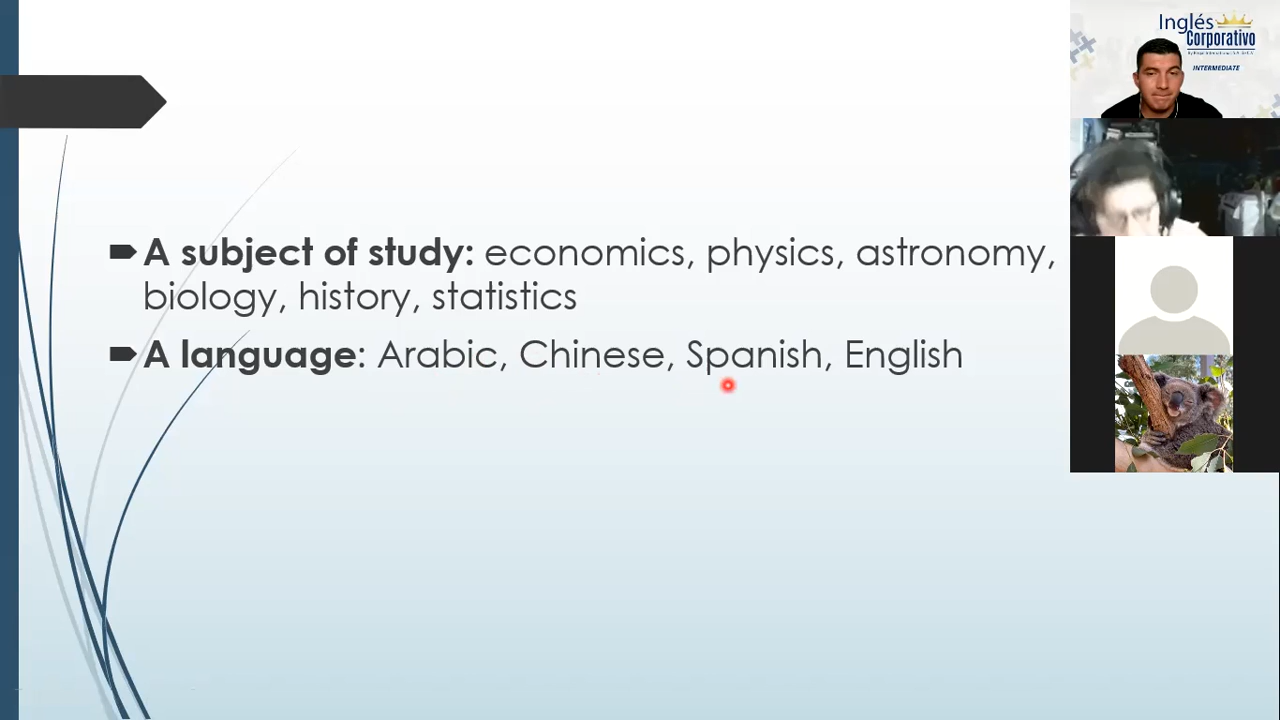 A subject of study: economics, physics, astronomy,
biology, history, statistics
A language: Arabic, Chinese, Spanish, English
Inglés
Corporativo
INTERMEDIATE